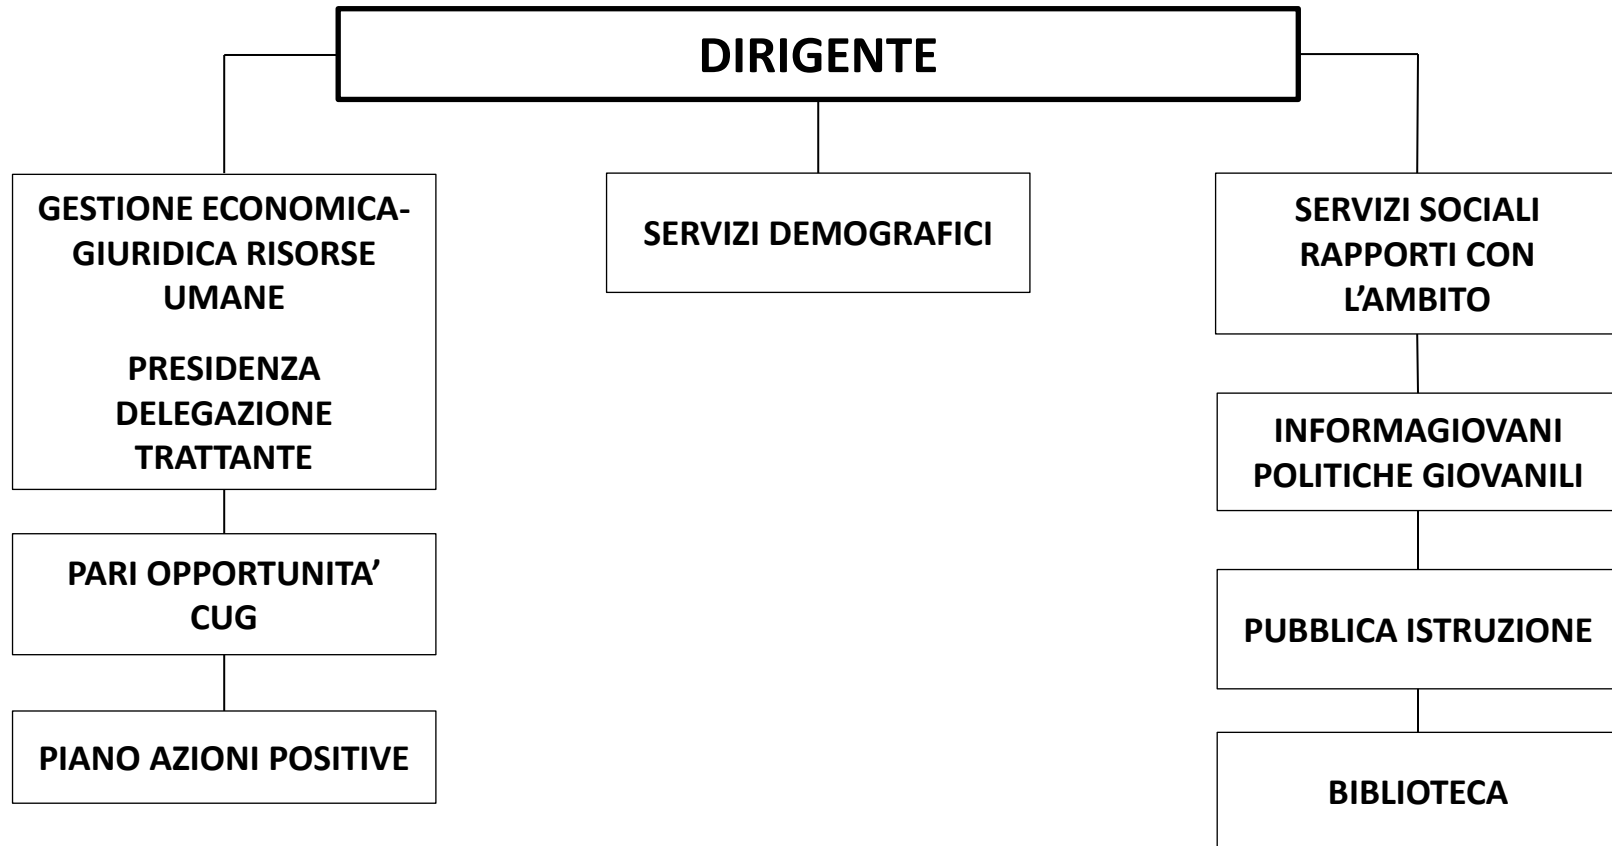 DIRIGENTE
GESTIONE ECONOMICA-
GIURIDICA RISORSE
UMANE
PRESIDENZA
DELEGAZIONE
TRATTANTE
PARI OPPORTUNITA’
CUG
PIANO AZIONI POSITIVE
SERVIZI DEMOGRAFICI
SERVIZI SOCIALI
RAPPORTI CON
L’AMBITO
INFORMAGIOVANI
POLITICHE GIOVANILI
PUBBLICA ISTRUZIONE
BIBLIOTECA